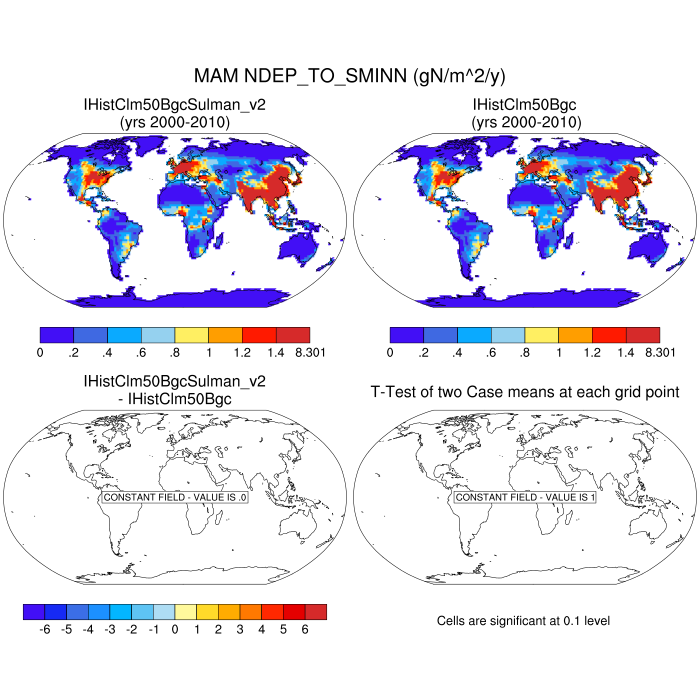 MAM NDEP_TO_SMINN (gN/m^2/y)
IHistClm50BgcSulman_v2
(yrs 2000-2010)
IHistClm50Bgc
(yrs 2000-2010)
0 .2 .4 .6 .8 1 1.2 1.4 8.301
0 .2 .4 .6 .8 1 1.2 1.4 8.301
IHistClm50BgcSulman_v2
- IHistClm50Bgc
T-Test of two Case means at each grid point
CONSTANT FIELD - VALUE IS .0
CONSTANT FIELD - VALUE IS 1
-6 -5 -4 -3 -2 -1 0 1 2 3 4 5 6
Cells are significant at 0.1 level